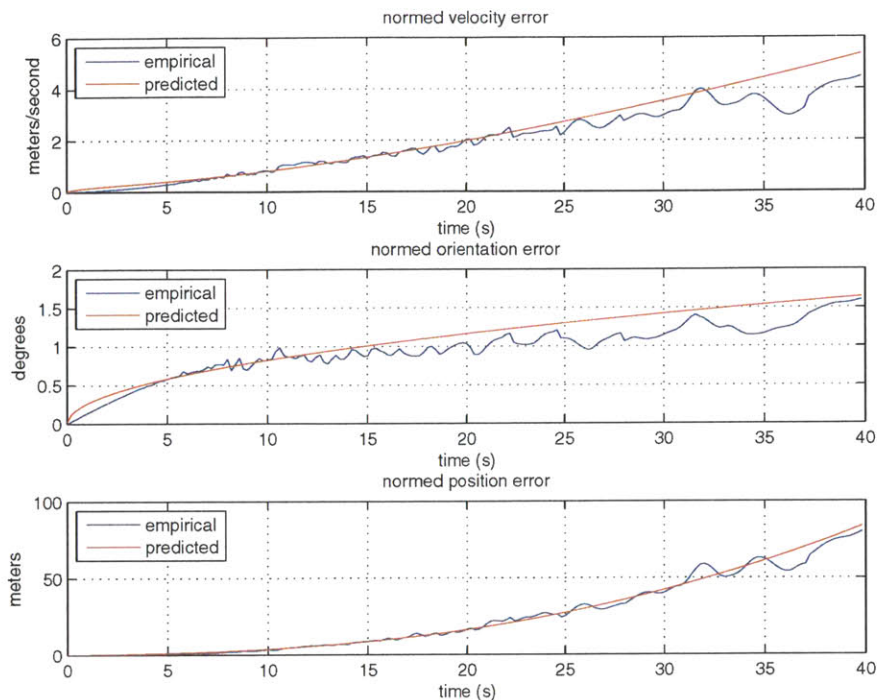 normed velocity error
meters/second
6
4
2
0
empirical
predicted
0 5 10 15 20 25 30 35 40
time (s)
normed orientation error
degrees
2
1.5
1
0.5
0
empirical
predicted
0 5 10 15 20 25 30 35 40
time (s)
normed position error
meters
100
50
0
empirical
predicted
0 5 10 15 20 25 30 35 40
time (s)